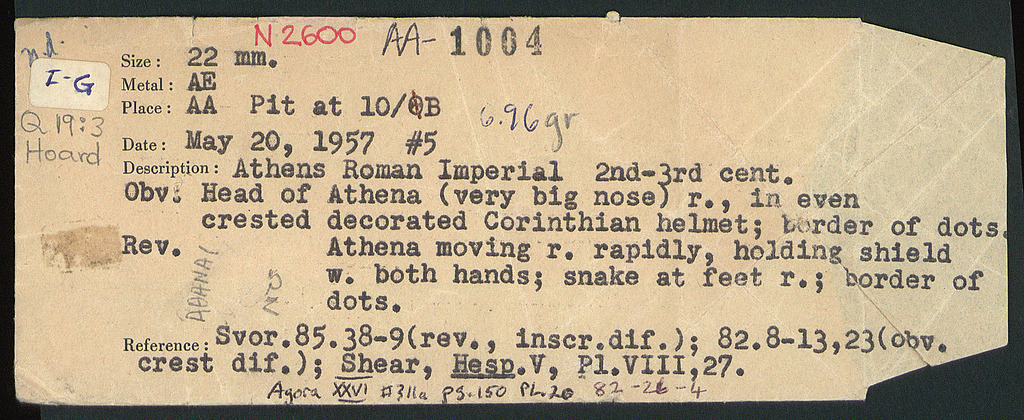 N 2600 AA- 1004
n.d.
I-G
Q 19:3
Hoard
Size: 22 mm.
Metal: AE
Place: AA Pit at 10/B 6.96 gr
Date: May 20, 1957 #5
Description: Athens Roman Imperial 2nd-3rd cent.
Obv: Head of Athena (very big nose) r., in even
crested decorated Corinthian helmet; border of dots.
Rev. Athena moving r. rapidly, holding shield
w. both hands; snake at feet r.; border of
dots.
Reference: Svor.85.38-9(rev., inscr.dif.); 82.8-13,23(obv.
crest dif.); Shear, Hesp.V, Pl.VIII,27.
Agora XXVI #311a pg.150 PL.20 82-26-4